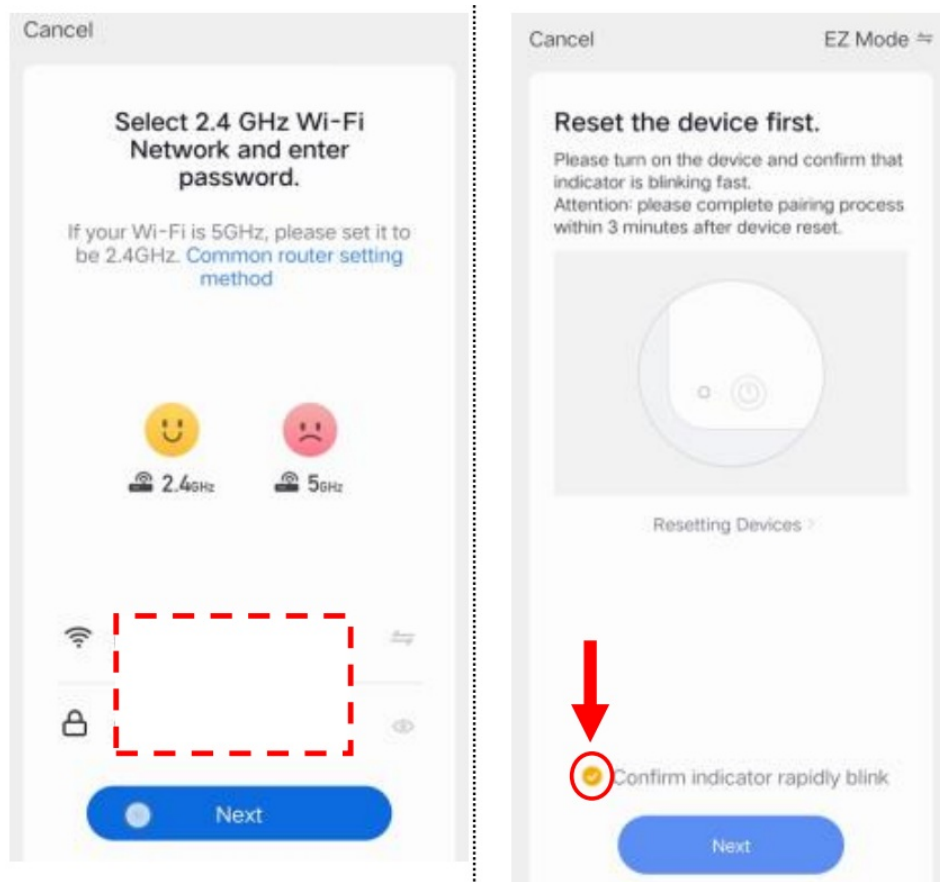 Cancel
Select 2.4 GHz Wi-Fi
Network and enter
password.
If your Wi-Fi is 5GHz, please set it to
be 2.4GHz. Common router setting
method
2.4GHz
5GHz
Next
Cancel
EZ Mode
Reset the device first.
Please turn on the device and confirm that
indicator is blinking fast.
Attention: please complete pairing process
within 3 minutes after device reset.
Resetting Devices >
Confirm indicator rapidly blink
Next